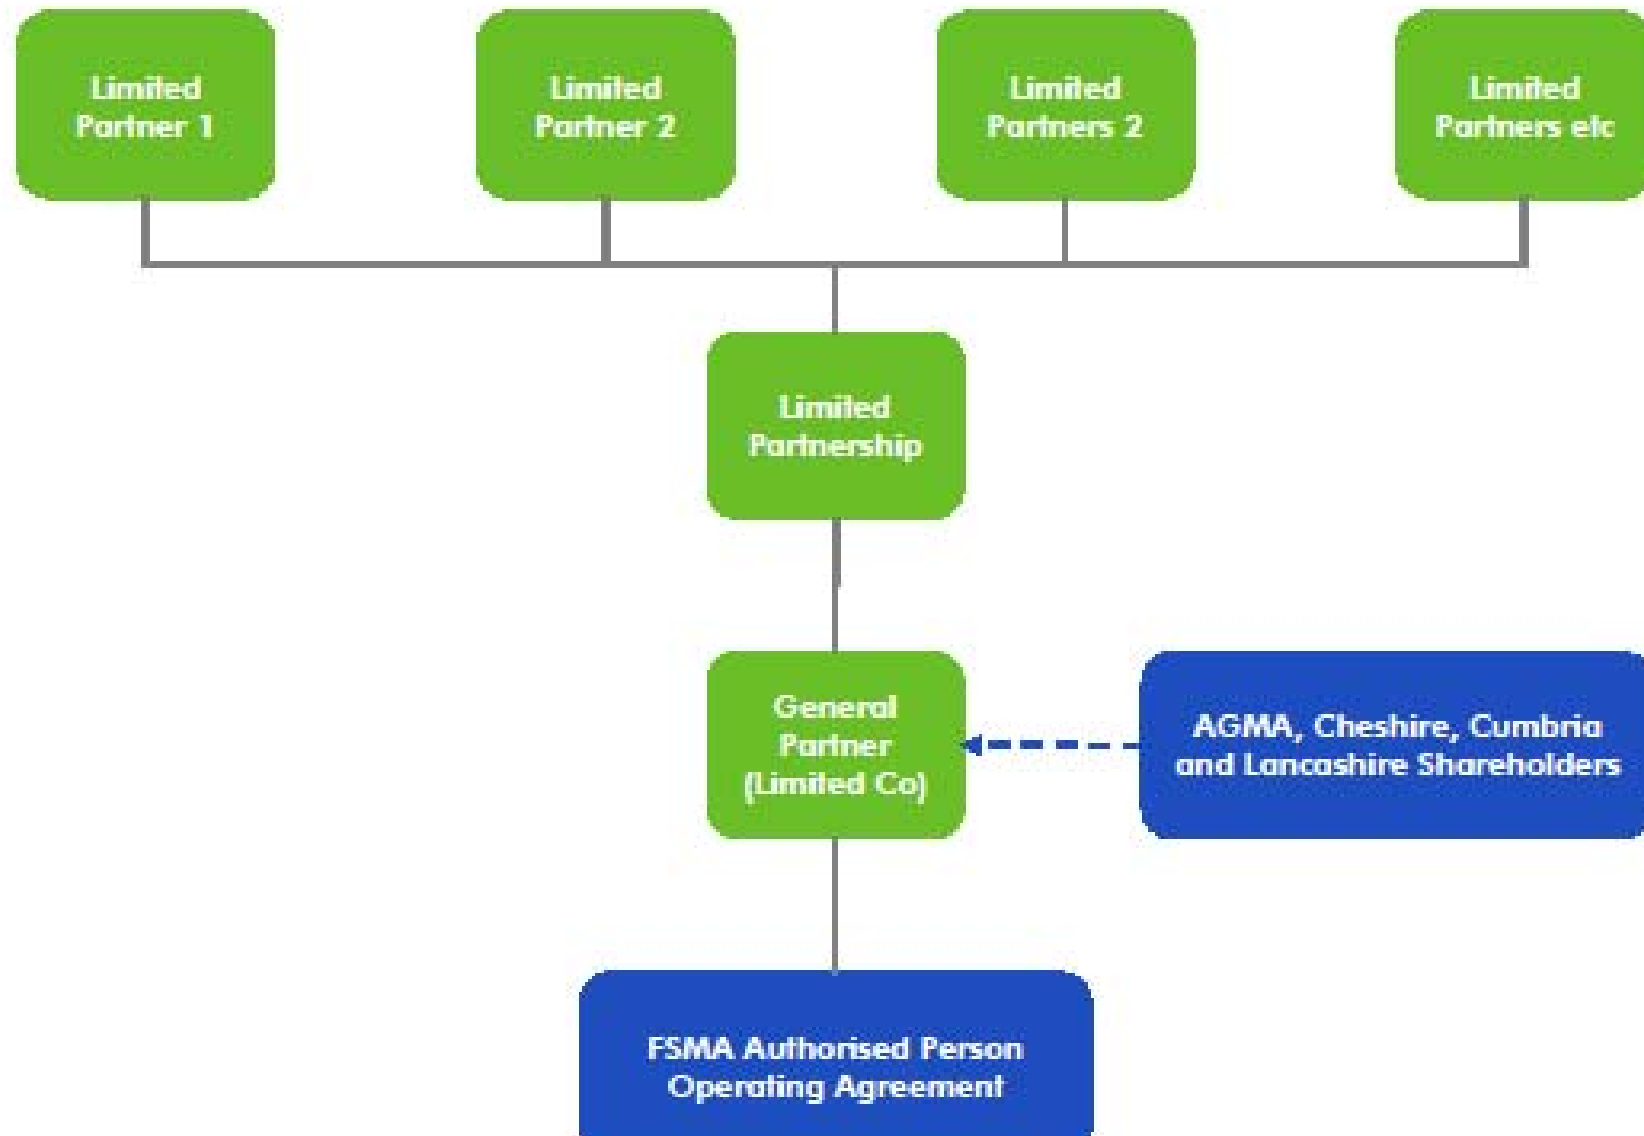 Limited
Partner 1
Limited
Partner 2
Limited
Partners 2
Limited
Partners etc
Limited
Partnership
General
Partner
(Limited Co)
AGMA, Cheshire, Cumbria
and Lancashire Shareholders
FSMA Authorised Person
Operating Agreement